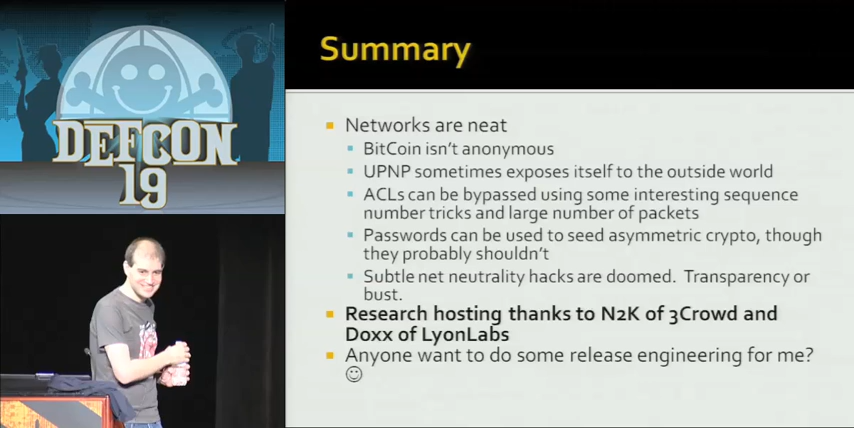 DEFCON
19
Summary
Networks are neat
BitCoin isn't anonymous
UPNP sometimes exposes itself to the outside world
ACLs can be bypassed using some interesting sequence
number tricks and large number of packets
Passwords can be used to seed asymmetric crypto, though
they probably shouldn't
Subtle net neutrality hacks are doomed.  Transparency or
bust.
Research hosting thanks to N2K of 3Crowd and
Doxx of LyonLabs
Anyone want to do some release engineering for me?
☺